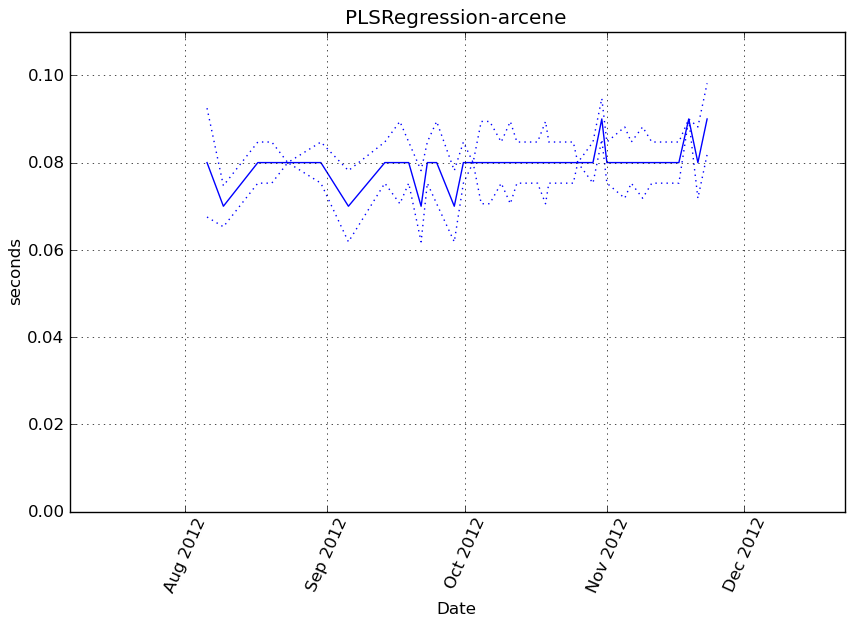 PLSRegression-arcene
0.10
0.08
0.06
0.04
0.02
0.00
seconds
Aug 2012
Sep 2012
Oct 2012
Nov 2012
Dec 2012
Date